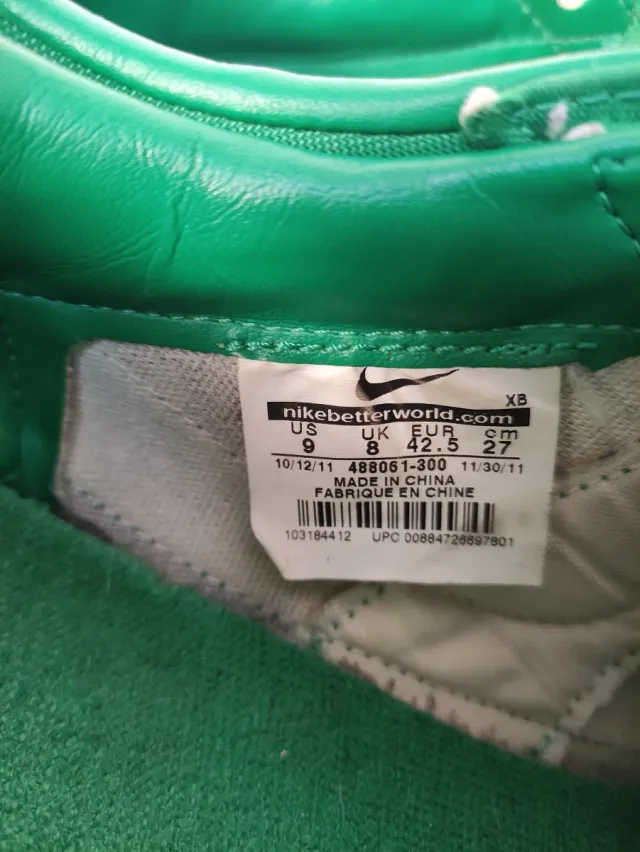 XB
nikebetterworld.com
US UK EUR cm
9 8 42.5 27
10/12/11 488061-300 11/30/11
MADE IN CHINA
FABRIQUE EN CHINE
103184412 UPC 00884726697801